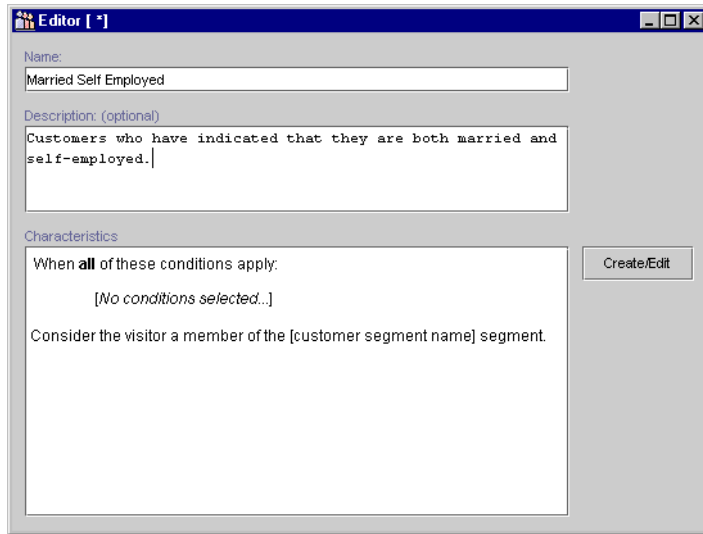 Editor [ *]
Name:
Married Self Employed
Description: (optional)
Customers who have indicated that they are both married and
self-employed.
Characteristics
When all of these conditions apply:
Create/Edit
[No conditions selected...]
Consider the visitor a member of the [customer segment name] segment.